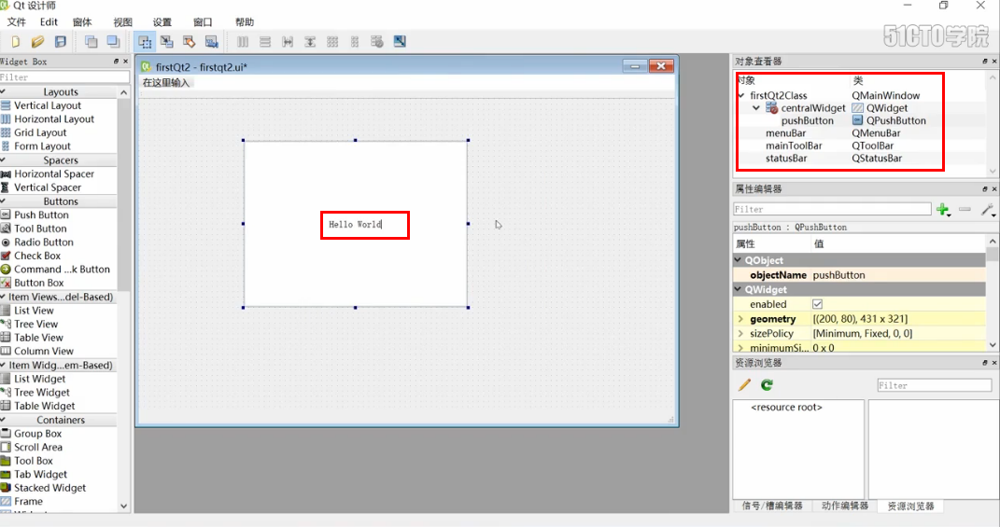 Qt 设计师
文件 Edit 窗体 视图 设置 窗口 帮助
51CTO学院
Widget Box
Filter
Layouts
Vertical Layout
Horizontal Layout
Grid Layout
Form Layout
Spacers
Horizontal Spacer
Vertical Spacer
Buttons
Push Button
Tool Button
Radio Button
Check Box
Command ...k Button
Button Box
Item Views...del-Based)
List View
Tree View
Table View
Column View
Item Widg...em-Based)
List Widget
Tree Widget
Table Widget
Containers
Group Box
Scroll Area
Tool Box
Tab Widget
Stacked Widget
Frame
firstQt2 - firstqt2.ui*
在这里输入
Hello World
对象查看器
对象 类
firstQt2Class QMainWindow
centralWidget QWidget
pushButton QPushButton
menuBar QMenuBar
mainToolBar QToolBar
statusBar QStatusBar
属性编辑器
Filter
pushButton : QPushButton
属性 值
QObject
objectName pushButton
QWidget
enabled
geometry [(200, 80), 431 x 321]
sizePolicy [Minimum, Fixed, 0, 0]
minimumSi... 0 x 0
资源浏览器
Filter
<resource root>
信号/槽编辑器 动作编辑器 资源浏览器